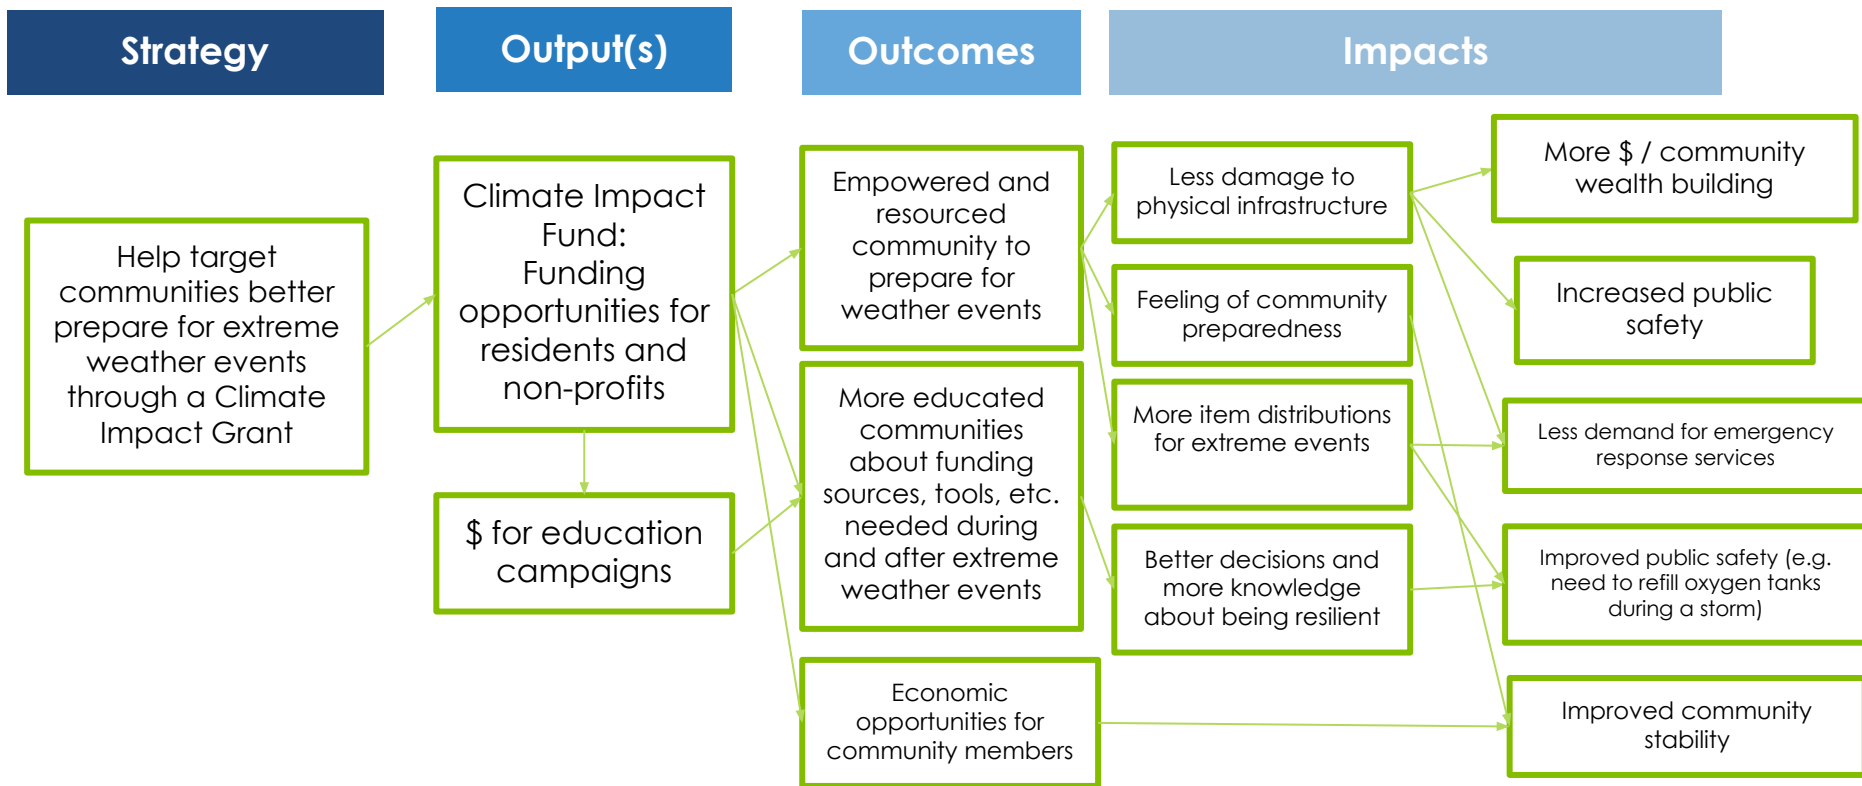 Strategy
Output(s)
Outcomes
Impacts
Help target
communities better
prepare for extreme
weather events
through a Climate
Impact Grant
Climate Impact
Fund:
Funding
opportunities for
residents and
non-profits
$ for education
campaigns
Empowered and
resourced
community to
prepare for
weather events
More educated
communities
about funding
sources, tools, etc.
needed during
and after extreme
weather events
Economic
opportunities for
community members
Less damage to
physical infrastructure
Feeling of community
preparedness
More item distributions
for extreme events
Better decisions and
more knowledge
about being resilient
More $ / community
wealth building
Increased public
safety
Less demand for emergency
response services
Improved public safety (e.g.
need to refill oxygen tanks
during a storm)
Improved community
stability